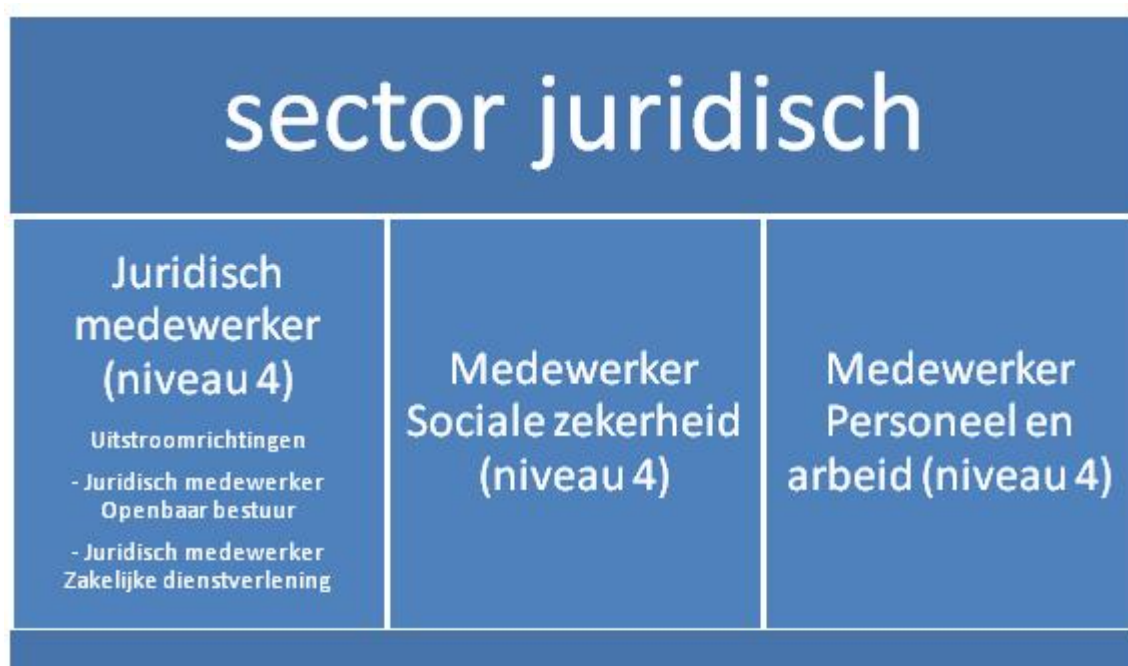 sector juridisch
Juridisch
medewerker
(niveau 4)
Uitstroomrichtingen
- Juridisch medewerker
Openbaar bestuur
- Juridisch medewerker
Zakelijke dienstverlening
Medewerker
Sociale zekerheid
(niveau 4)
Medewerker
Personeel en
arbeid (niveau 4)